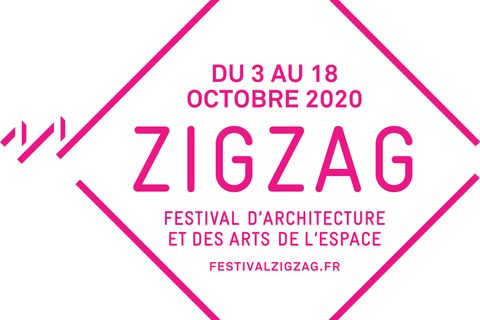 DU 3 AU 18
OCTOBRE 2020
ZIGZAG
FESTIVAL D'ARCHITECTURE
ET DES ARTS DE L'ESPACE
FESTIVALZIGZAG.FR